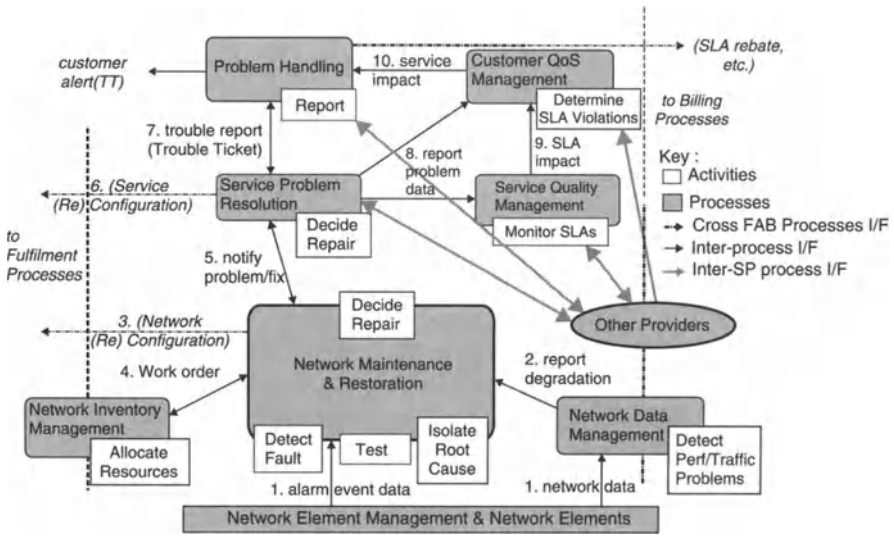 customer
alert(TT)
Problem Handling
Report
10. service
impact
Customer QoS
Management
Determine
SLA Violations
(SLA rebate,
etc.)
to Billing
Processes
7. trouble report
(Trouble Ticket)
8. report
problem
data
9. SLA
impact
Key :
Activities
Processes
Cross FAB Processes I/F
Inter-process I/F
Inter-SP process I/F
6. (Service
(Re) Configuration)
Service Problem
Resolution
Decide
Repair
Service Quality
Management
Monitor SLAs
to
Fulfilment
Processes
5. notify
problem/fix
3. (Network
(Re) Configuration)
Decide
Repair
Other Providers
Network Maintenance
& Restoration
2. report
degradation
4. Work order
Network Inventory
Management
Allocate
Resources
Detect
Fault
Test
Isolate
Root
Cause
Network Data
Management
Detect
Perf/Traffic
Problems
1. alarm event data
1. network data
Network Element Management & Network Elements